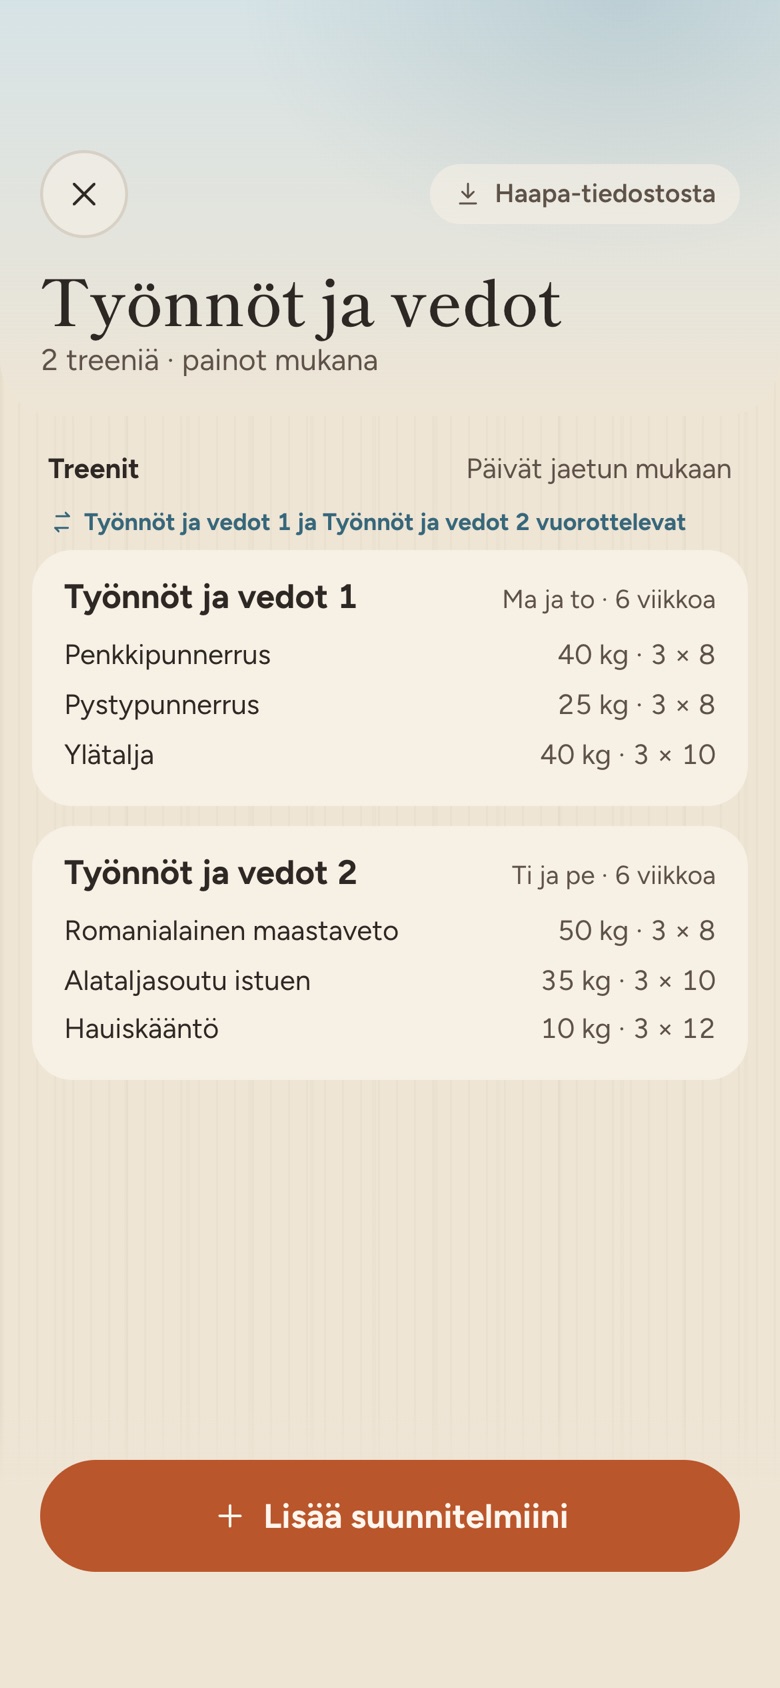 Haapa-tiedostosta
Työnnöt ja vedot
2 treeniä · painot mukana
Treenit Päivät jaetun mukaan
Työnnöt ja vedot 1 ja Työnnöt ja vedot 2 vuorottelevat
Työnnöt ja vedot 1 Ma ja to · 6 viikkoa
Penkkipunnerrus 40 kg · 3 × 8
Pystypunnerrus 25 kg · 3 × 8
Ylätalja 40 kg · 3 × 10
Työnnöt ja vedot 2 Ti ja pe · 6 viikkoa
Romanialainen maastaveto 50 kg · 3 × 8
Alataljasoutu istuen 35 kg · 3 × 10
Hauiskääntö 10 kg · 3 × 12
+ Lisää suunnitelmiini